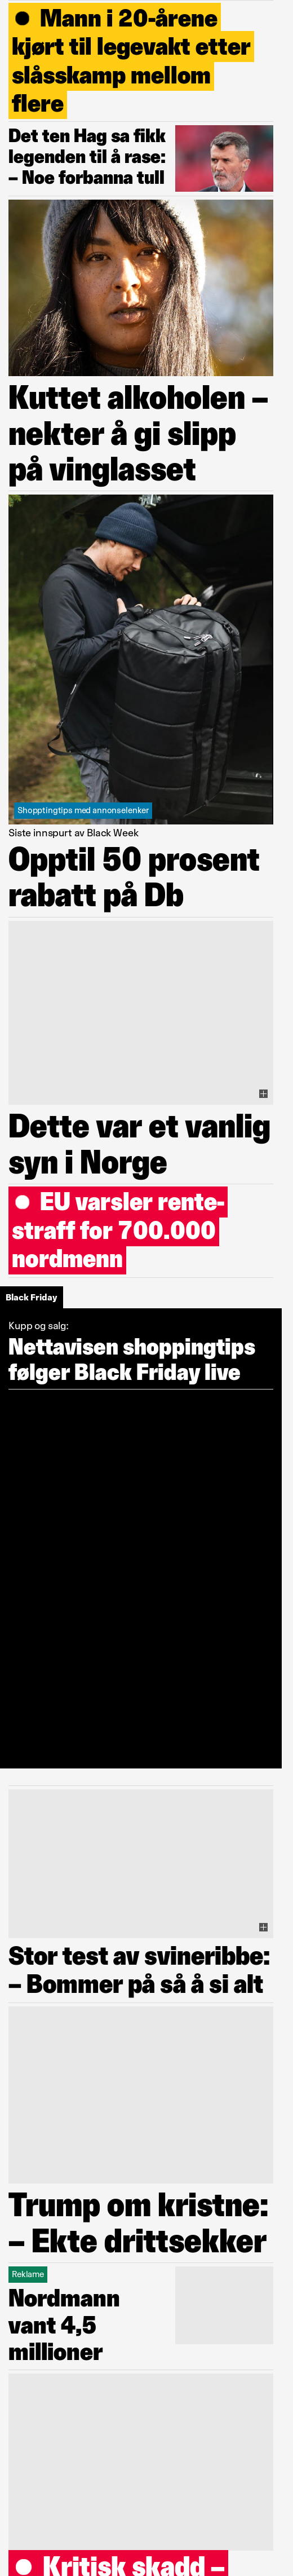 Mann i 20-årene
kjørt til legevakt etter
slåsskamp mellom
flere
Det ten Hag sa fikk
legenden til å rase:
– Noe forbanna tull
Kuttet alkoholen –
nekter å gi slipp
på vinglasset
Shopptingtips med annonselenker
Siste innspurt av Black Week
Opptil 50 prosent
rabatt på Db
Dette var et vanlig
syn i Norge
EU varsler rente-
straff for 700.000
nordmenn
Black Friday
Kupp og salg:
Nettavisen shoppingtips
følger Black Friday live
Stor test av svineribbe:
– Bommer på så å si alt
Trump om kristne:
– Ekte drittsekker
Reklame
Nordmann
vant 4,5
millioner
Kritisk skadd –